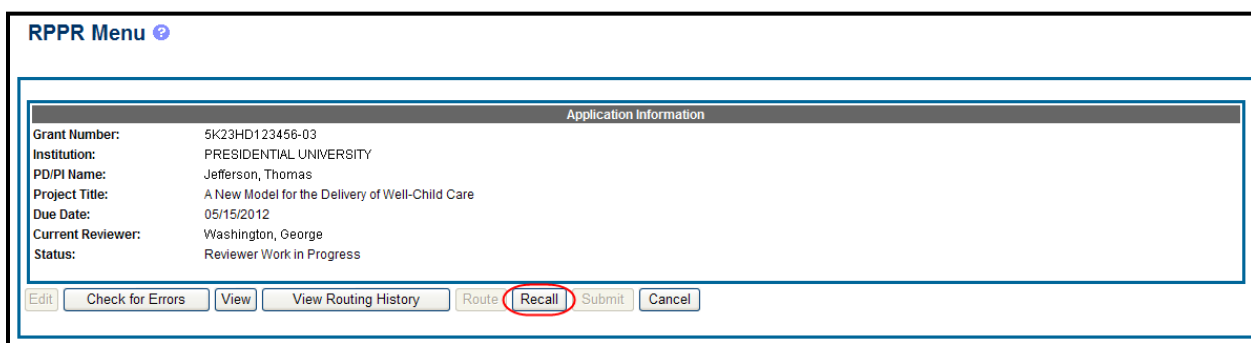 RPPR Menu ?
Application Information
Grant Number: 5K23HD123456-03
Institution: PRESIDENTIAL UNIVERSITY
PD/PI Name: Jefferson, Thomas
Project Title: A New Model for the Delivery of Well-Child Care
Due Date: 05/15/2012
Current Reviewer: Washington, George
Status: Reviewer Work in Progress
Edit Check for Errors View View Routing History Route Recall Submit Cancel